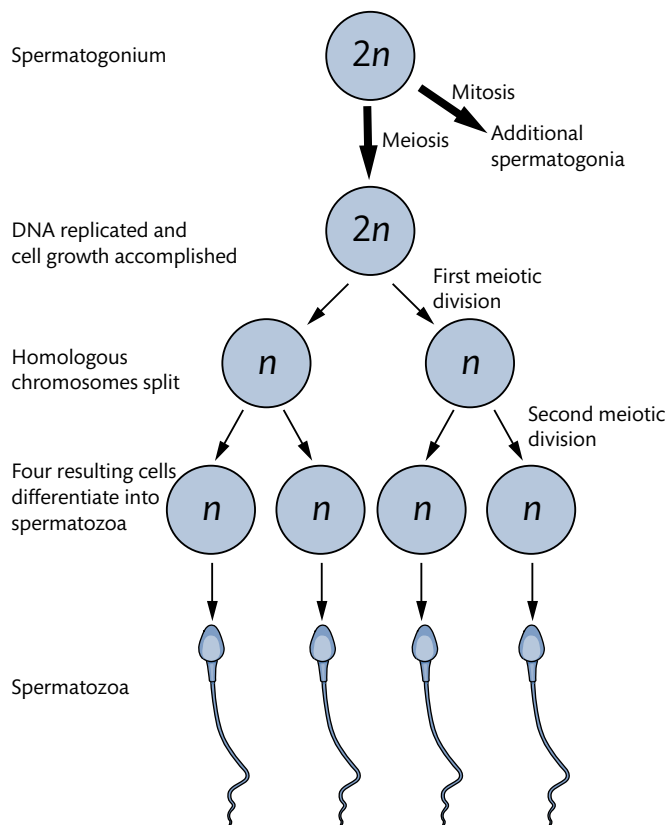 Spermatogonium
2n
Mitosis
Meiosis
Additional
spermatogonia
DNA replicated and
cell growth accomplished
2n
First meiotic
division
Homologous
chromosomes split
n
n
Second meiotic
division
Four resulting cells
differentiate into
spermatozoa
n
n
n
n
Spermatozoa